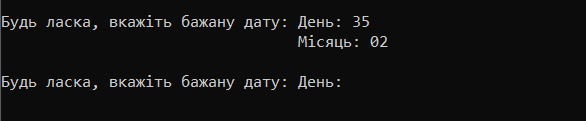 Будь ласка, вкажіть бажану дату: День: 35
Місяць: 02
Будь ласка, вкажіть бажану дату: День: